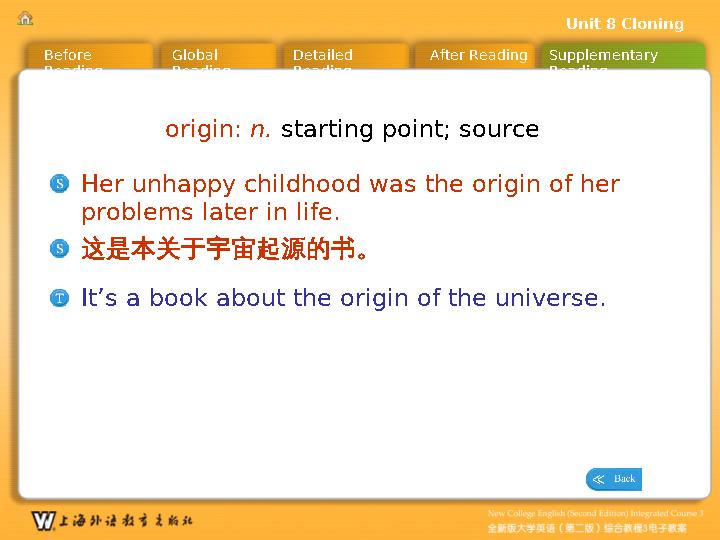 Unit 8 Cloning
Before Reading
Global Reading
Detailed Reading
After Reading
Supplementary Reading
origin: n. starting point; source
S Her unhappy childhood was the origin of her
problems later in life.
S 这是本关于宇宙起源的书。
T It’s a book about the origin of the universe.
≪ Back
W 上海外语教育出版社
New College English (Second Edition) Integrated Course 3
全新版大学英语（第二版）综合教程3电子教案